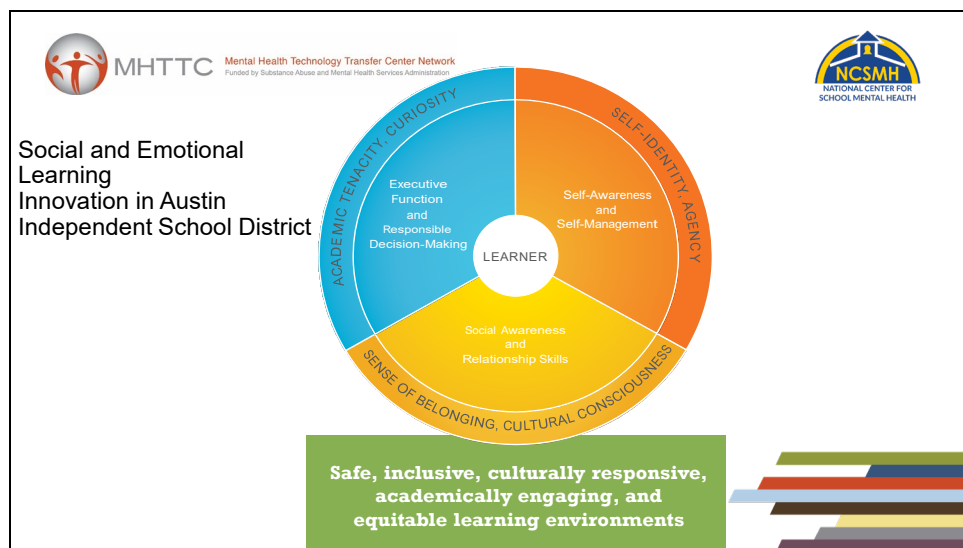 MHTTC
Mental Health Technology Transfer Center Network
Funded by Substance Abuse and Mental Health Services Administration
NCSMH
NATIONAL CENTER FOR
SCHOOL MENTAL HEALTH
Social and Emotional
Learning
Innovation in Austin
Independent School District
ACADEMIC TENACITY, CURIOSITY
SELF-IDENTITY, AGENCY
Executive
Function
and
Responsible
Decision-Making
Self-Awareness
and
Self-Management
LEARNER
Social Awareness
and
Relationship Skills
SENSE OF BELONGING, CULTURAL CONSCIOUSNESS
Safe, inclusive, culturally responsive,
academically engaging, and
equitable learning environments